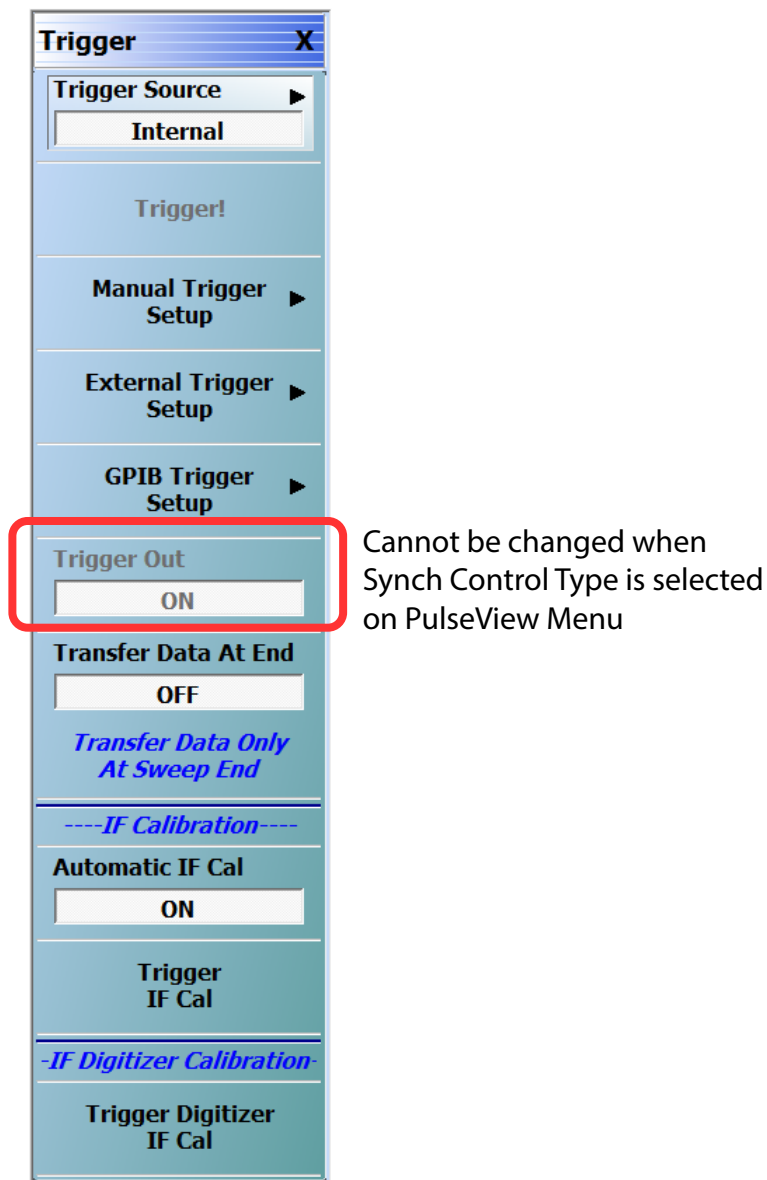 Trigger X
Trigger Source
Internal
Trigger!
Manual Trigger
Setup
External Trigger
Setup
GPIB Trigger
Setup
Trigger Out
ON
Cannot be changed when
Synch Control Type is selected
on PulseView Menu
Transfer Data At End
OFF
Transfer Data Only
At Sweep End
----IF Calibration----
Automatic IF Cal
ON
Trigger
IF Cal
-IF Digitizer Calibration-
Trigger Digitizer
IF Cal